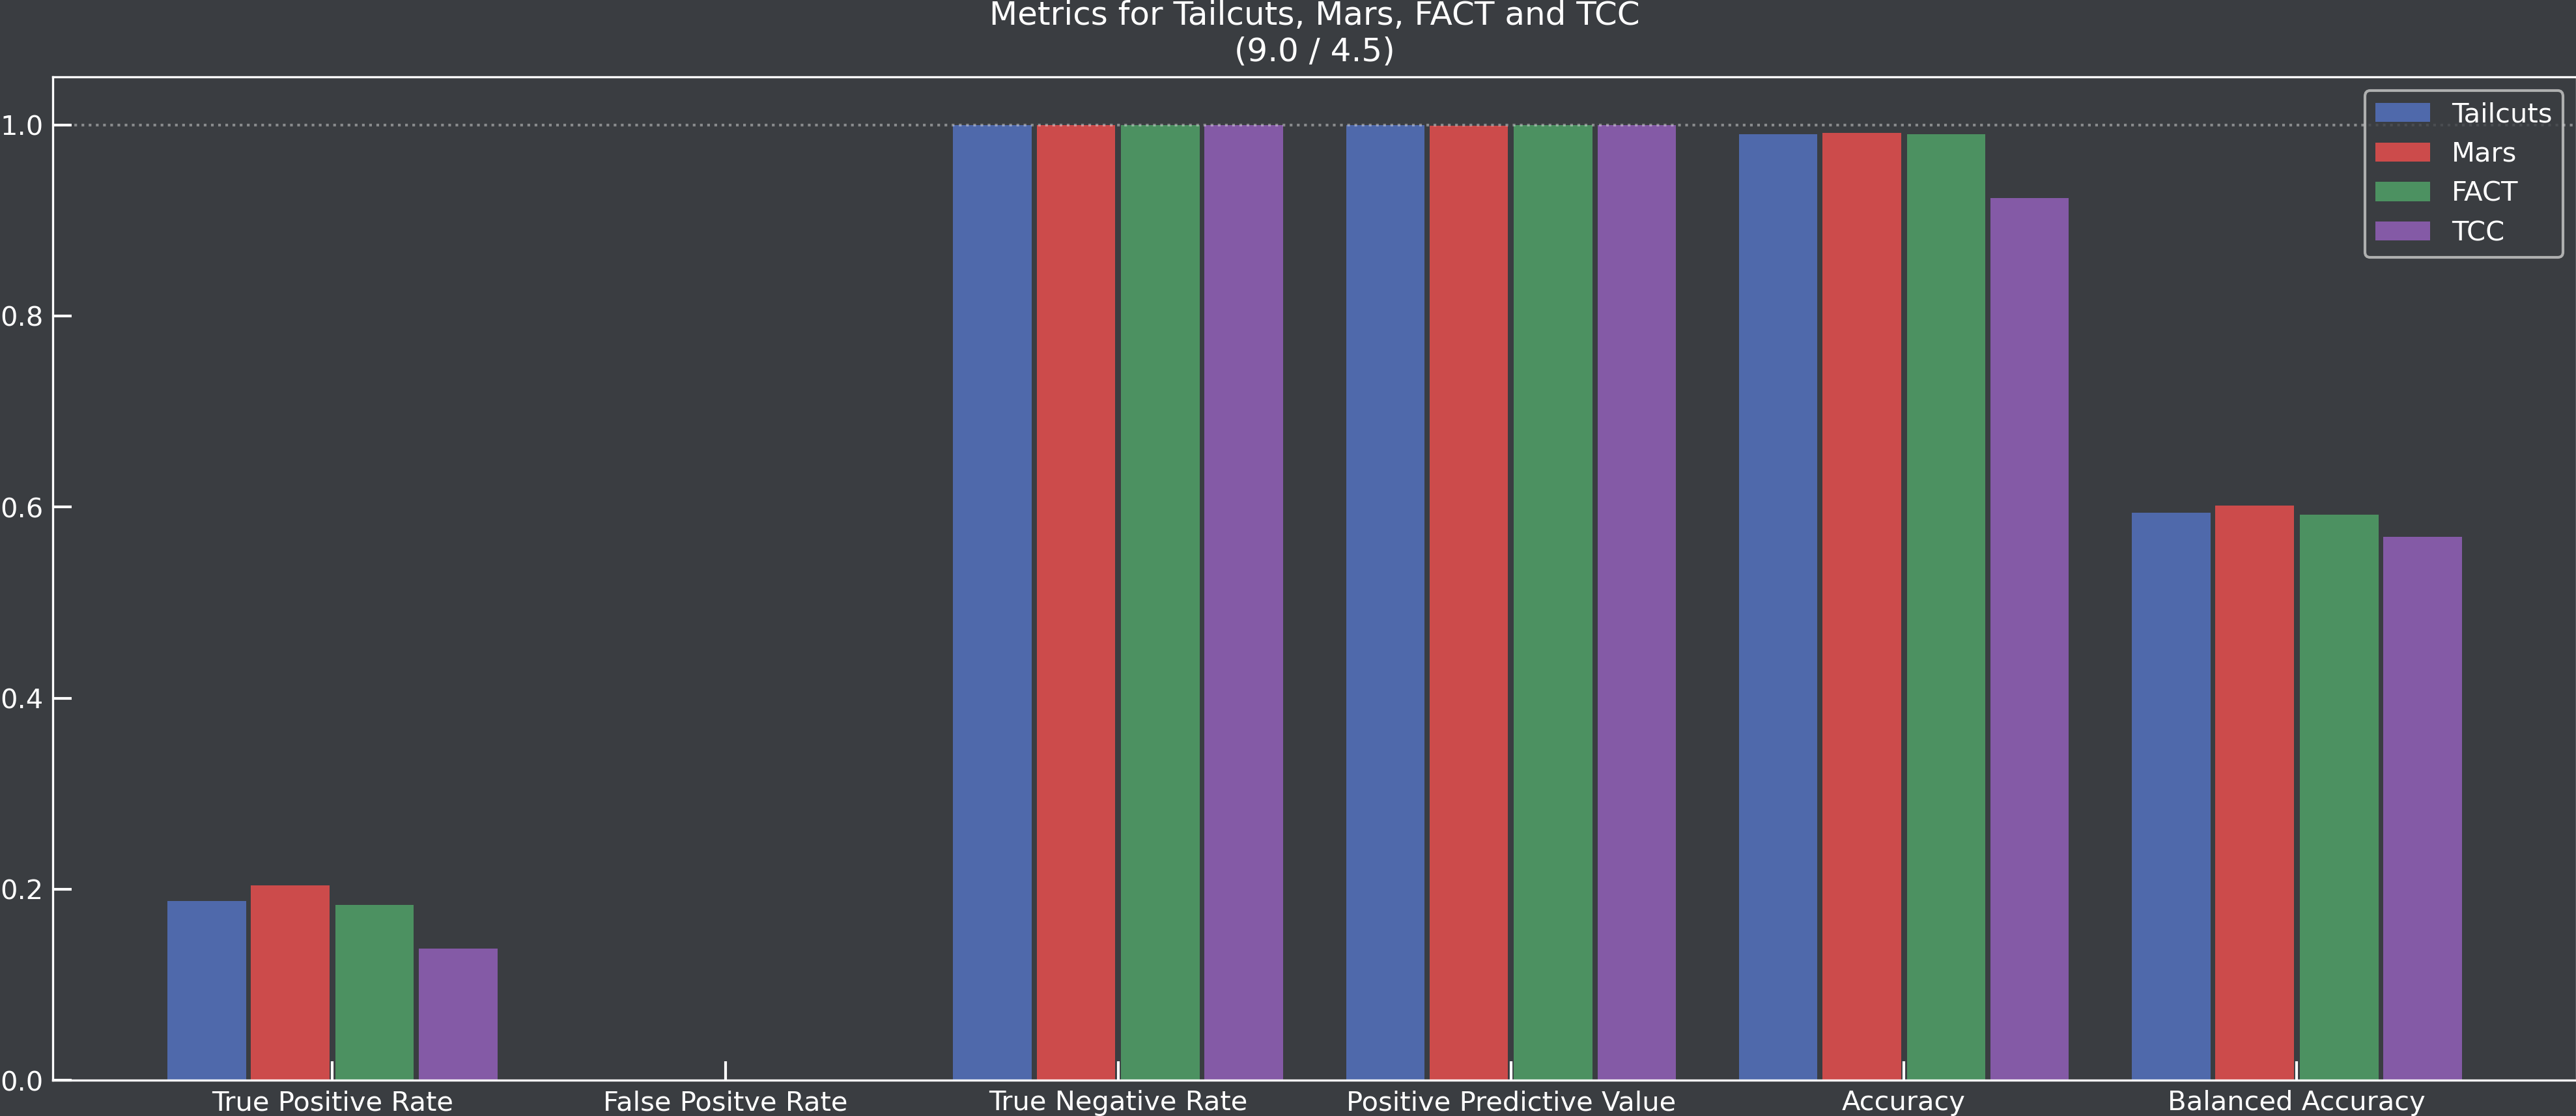 Metrics for Tailcuts, Mars, FACT and TCC
(9.0 / 4.5)
1.0
0.8
0.6
0.4
0.2
0.0
Tailcuts
Mars
FACT
TCC
True Positive Rate
False Positve Rate
True Negative Rate
Positive Predictive Value
Accuracy
Balanced Accuracy